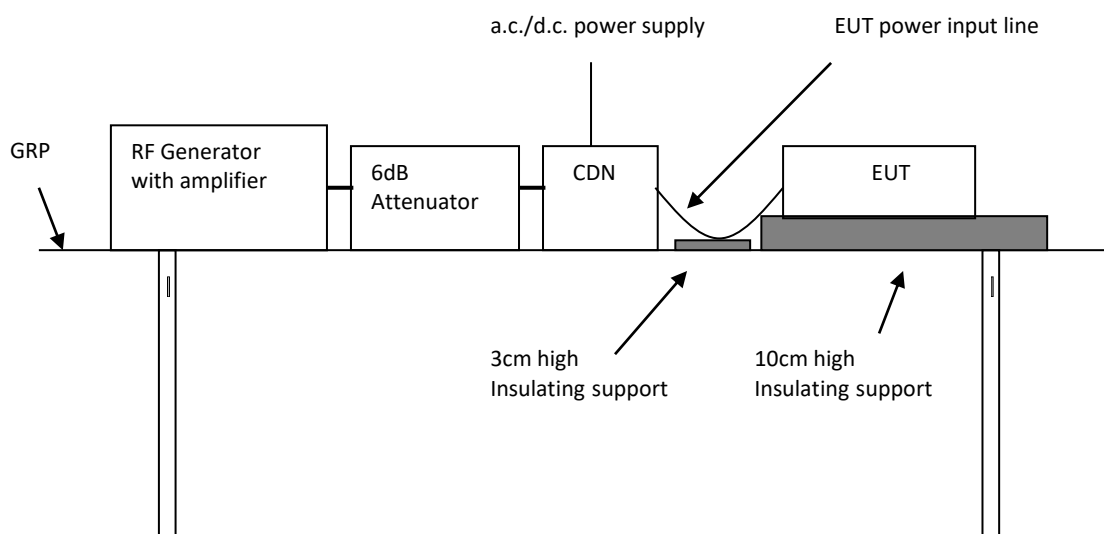 a.c./d.c. power supply
EUT power input line
GRP
RF Generator
with amplifier
6dB
Attenuator
CDN
EUT
3cm high
Insulating support
10cm high
Insulating support